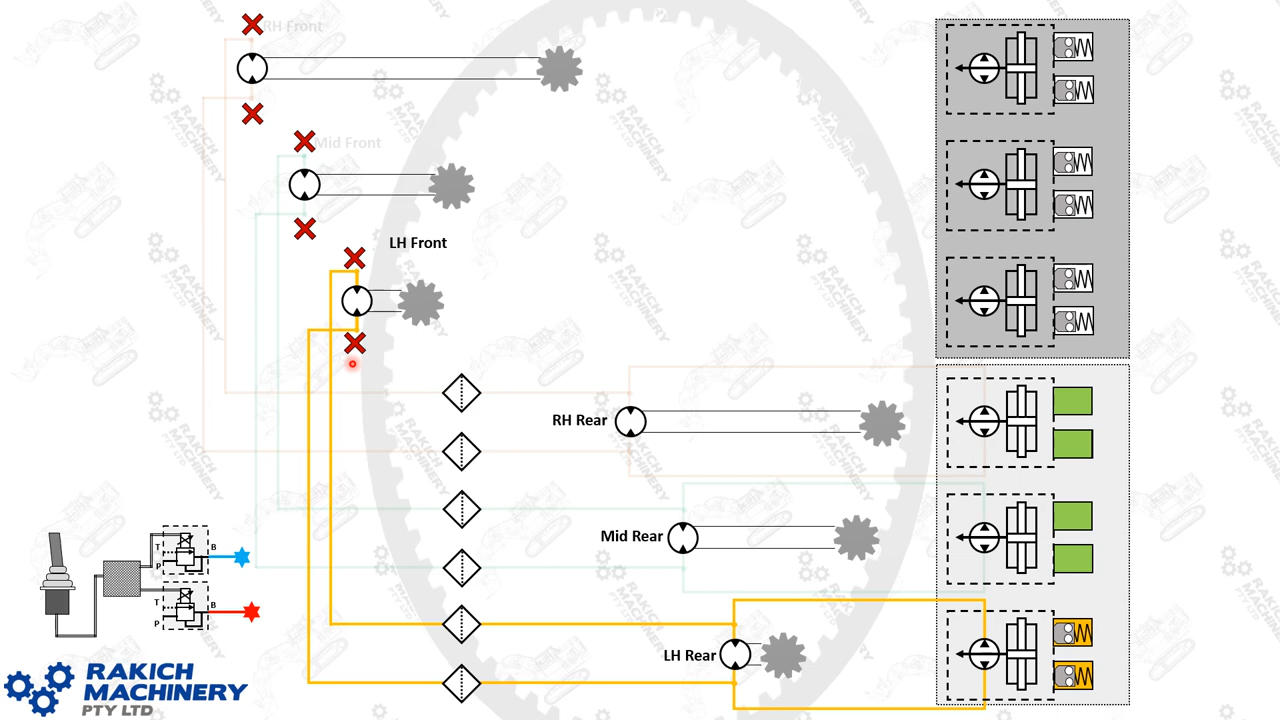 RH Front
Mid Front
LH Front
RH Rear
Mid Rear
LH Rear
T
B
P
T
B
P
RAKICH
MACHINERY
PTY LTD